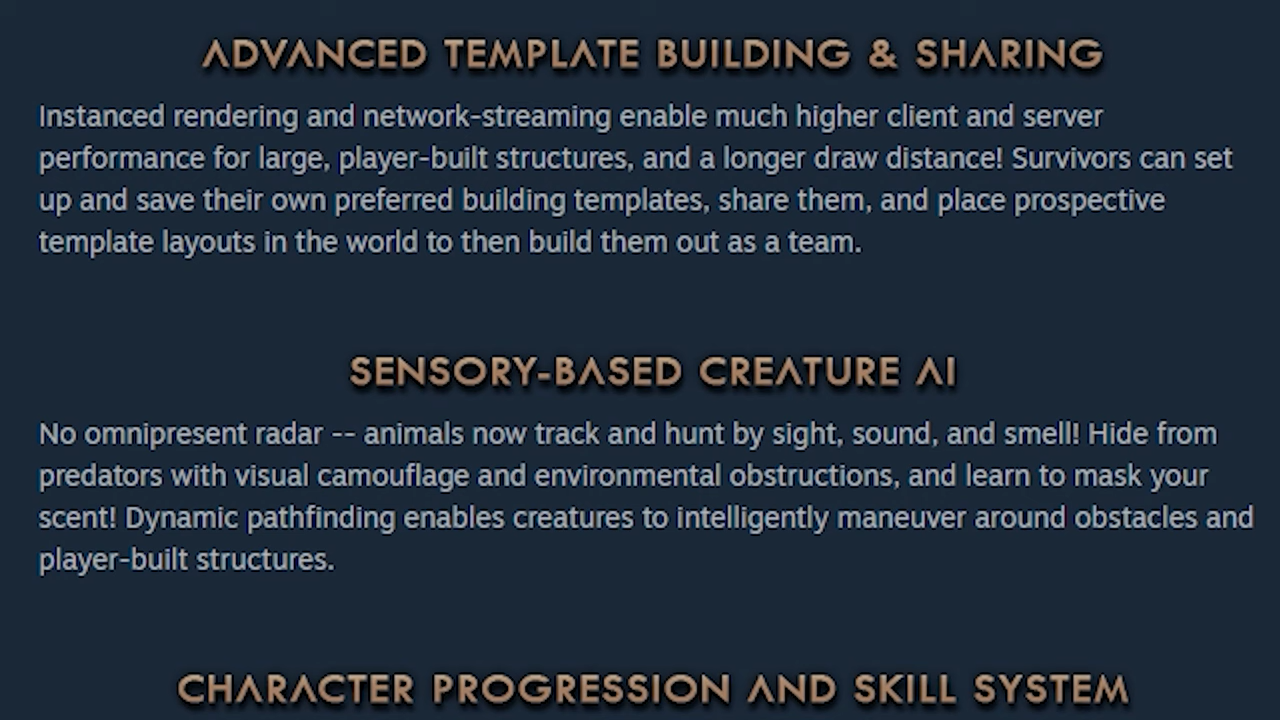 ADVANCED TEMPLATE BUILDING & SHARING
Instanced rendering and network-streaming enable much higher client and server
performance for large, player-built structures, and a longer draw distance! Survivors can set
up and save their own preferred building templates, share them, and place prospective
template layouts in the world to then build them out as a team.
SENSORY-BASED CREATURE AI
No omnipresent radar -- animals now track and hunt by sight, sound, and smell! Hide from
predators with visual camouflage and environmental obstructions, and learn to mask your
scent! Dynamic pathfinding enables creatures to intelligently maneuver around obstacles and
player-built structures.
CHARACTER PROGRESSION AND SKILL SYSTEM